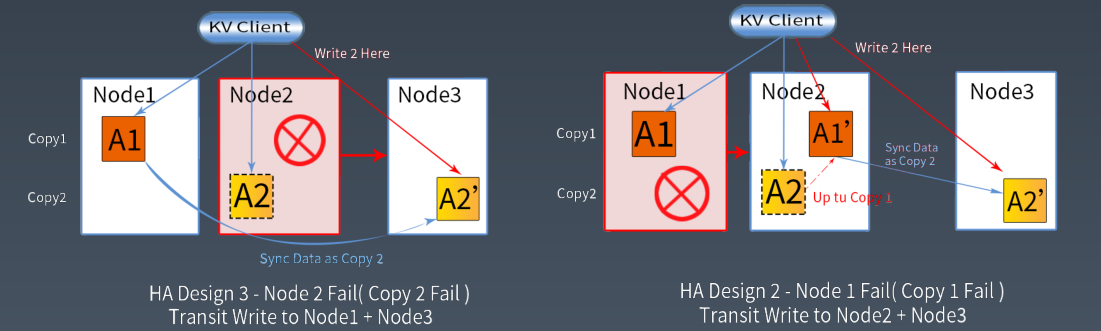 KV Client
Write 2 Here
Node1
Node2
Node3
Copy1
A1
Copy2
A2
A2’
Sync Data as Copy 2
HA Design 3 - Node 2 Fail( Copy 2 Fail )
Transit Write to Node1 + Node3
KV Client
Write 2 Here
Node1
Node2
Node3
Copy1
A1
A1’
Sync Data
as Copy 2
Copy2
A2
Up tu Copy 1
A2’
HA Design 2 - Node 1 Fail( Copy 1 Fail )
Transit Write to Node2 + Node3